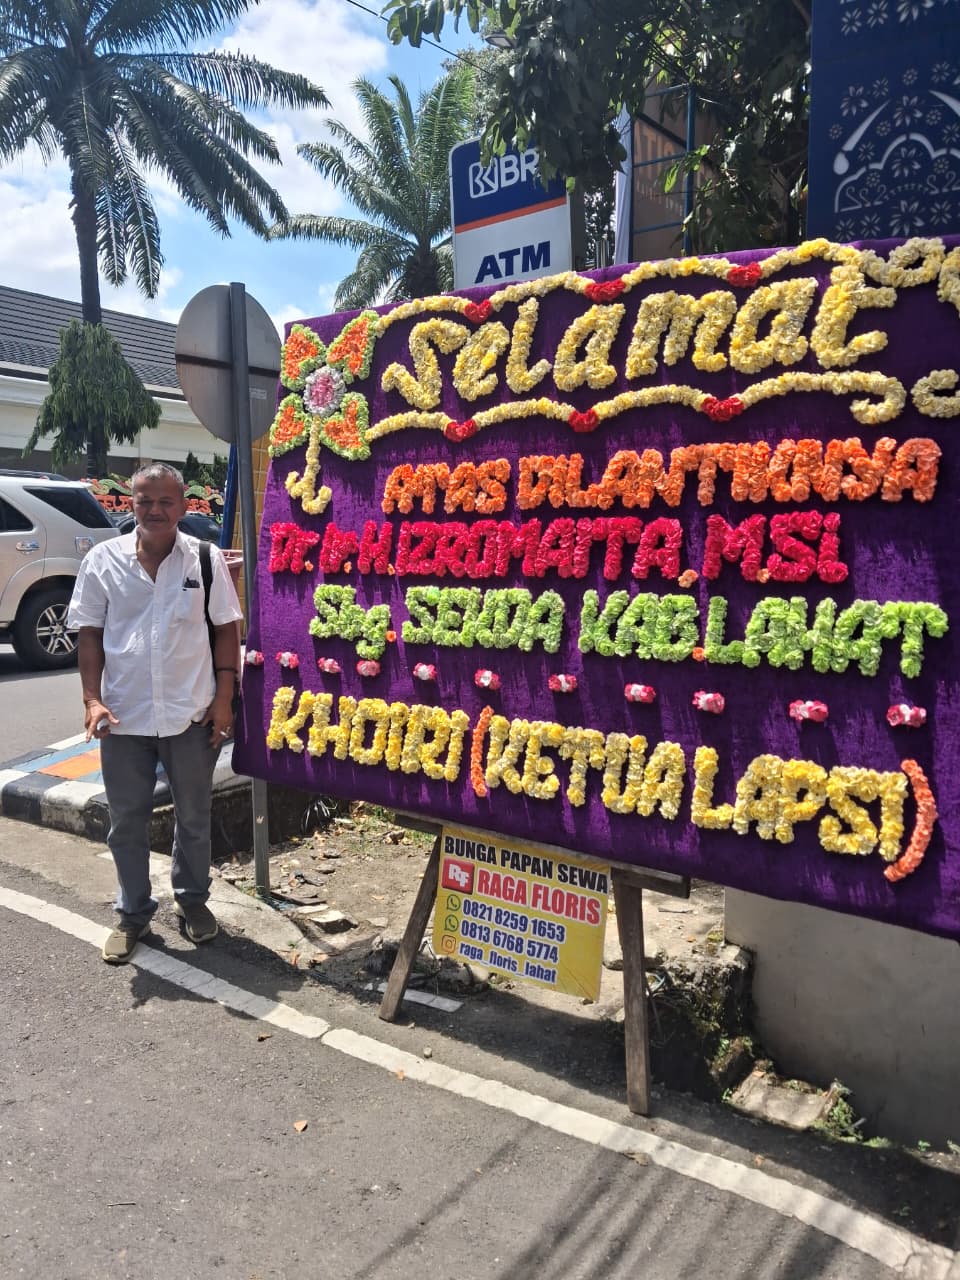 BRI
ATM
Selamat
ATAS DILANTIKNYA
Dr. Ir. H. IZROMAITA, MSi.
Sbg. SEKDA KAB. LAHAT
KHOIRI (KETUA LAPSI)
BUNGA PAPAN SEWA
RF RAGA FLORIS
0821 8259 1653
0813 6768 5774
raga_floris_lahat